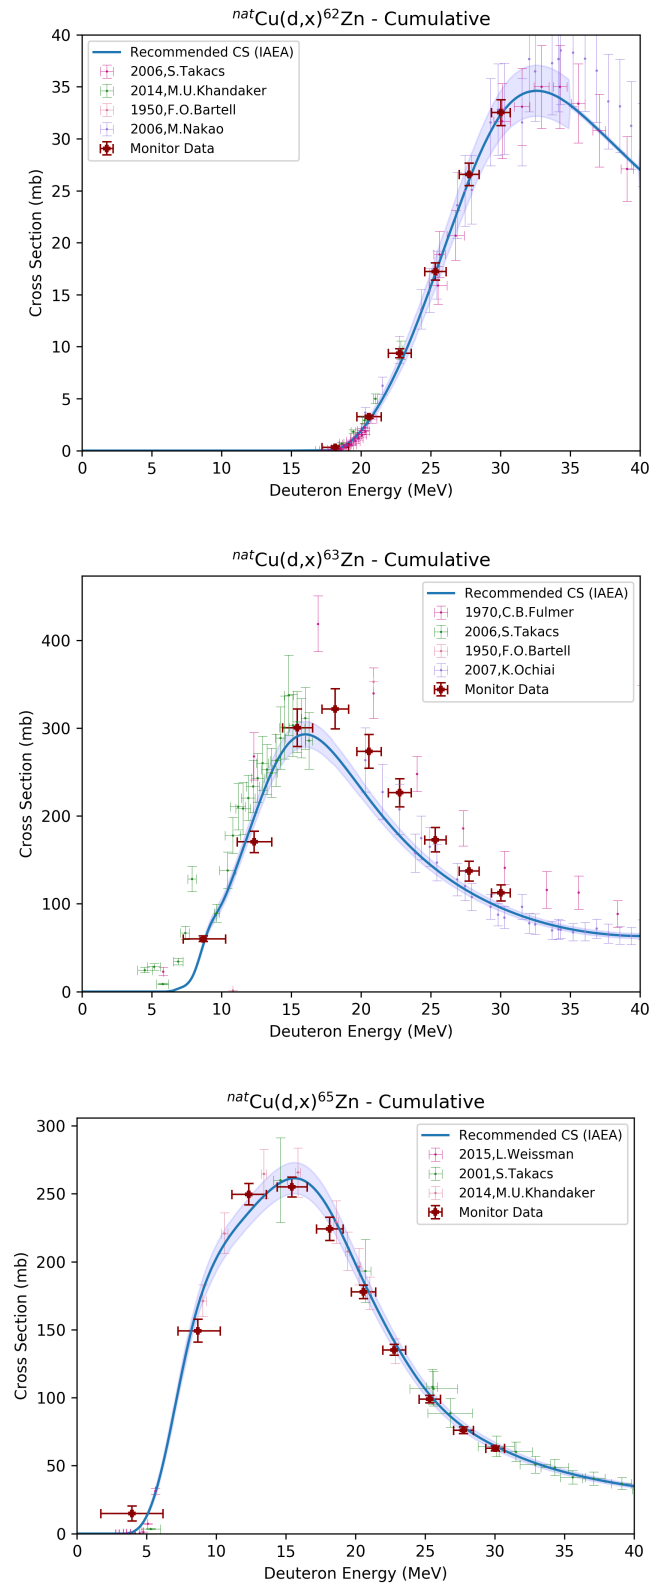 natCu(d,x)62Zn - Cumulative
Cross Section (mb)
40
35
30
25
20
15
10
5
0
Recommended CS (IAEA)
2006,S.Takacs
2014,M.U.Khandaker
1950,F.O.Bartell
2006,M.Nakao
Monitor Data
0 5 10 15 20 25 30 35 40
Deuteron Energy (MeV)
natCu(d,x)63Zn - Cumulative
Cross Section (mb)
400
300
200
100
0
Recommended CS (IAEA)
1970,C.B.Fulmer
2006,S.Takacs
1950,F.O.Bartell
2007,K.Ochiai
Monitor Data
0 5 10 15 20 25 30 35 40
Deuteron Energy (MeV)
natCu(d,x)65Zn - Cumulative
Cross Section (mb)
300
250
200
150
100
50
0
Recommended CS (IAEA)
2015,L.Weissman
2001,S.Takacs
2014,M.U.Khandaker
Monitor Data
0 5 10 15 20 25 30 35 40
Deuteron Energy (MeV)